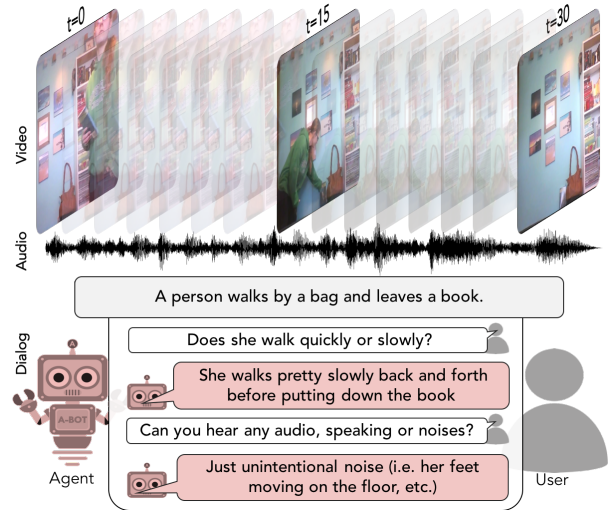 t=0
t=15
t=30
Video
Audio
A person walks by a bag and leaves a book.
Dialog
Does she walk quickly or slowly?
She walks pretty slowly back and forth
before putting down the book
Can you hear any audio, speaking or noises?
Just unintentional noise (i.e. her feet
moving on the floor, etc.)
A
A-BOT
Agent
User